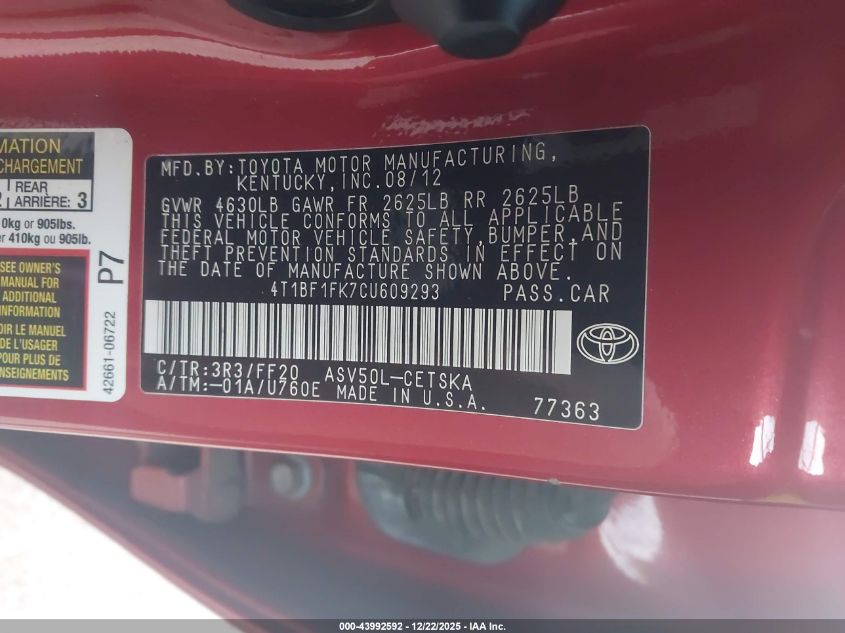 MATION
CHARGEMENT
2 REAR ARRIÈRE: 3
0kg or 905lbs.
er 410kg ou 905lb.
SEE OWNER'S
MANUAL FOR
ADDITIONAL
INFORMATION
OIR LE MANUEL
DE L'USAGER
POUR PLUS DE
ENSEIGNEMENTS
P7
42661-06722
MFD.BY:TOYOTA MOTOR MANUFACTURING,
KENTUCKY,INC.08/12
GVWR 4630LB GAWR FR 2625LB RR 2625LB
THIS VEHICLE CONFORMS TO ALL APPLICABLE
FEDERAL MOTOR VEHICLE SAFETY,BUMPER,AND
THEFT PREVENTION STANDARDS IN EFFECT ON
THE DATE OF MANUFACTURE SHOWN ABOVE.
4T1BF1FK7CU609293 PASS.CAR
C/TR:3R3/FF20 ASV50L-CETSKA
A/TM:-01A/U760E MADE IN U.S.A.
77363
000-43992592 - 12/22/2025 - IAA Inc.